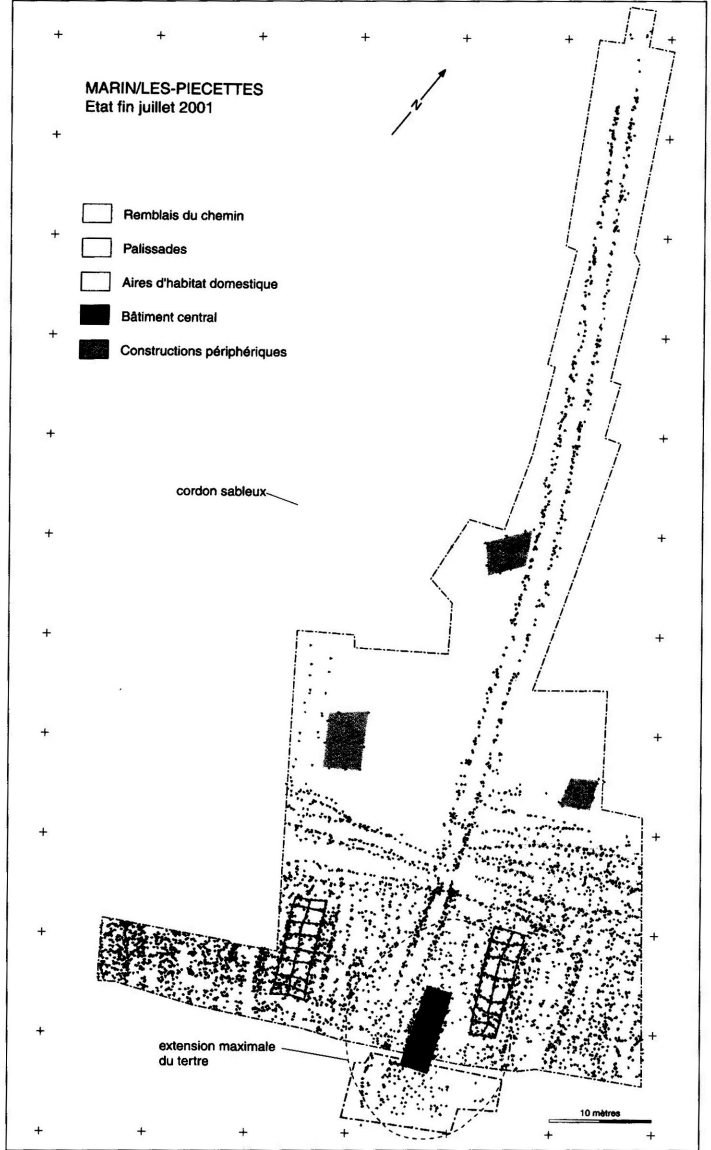 MARIN/LES-PIECETTES
Etat fin juillet 2001
N
Remblais du chemin
Palissades
Aires d'habitat domestique
Bâtiment central
Constructions périphériques
cordon sableux
extension maximale
du tertre
10 mètres